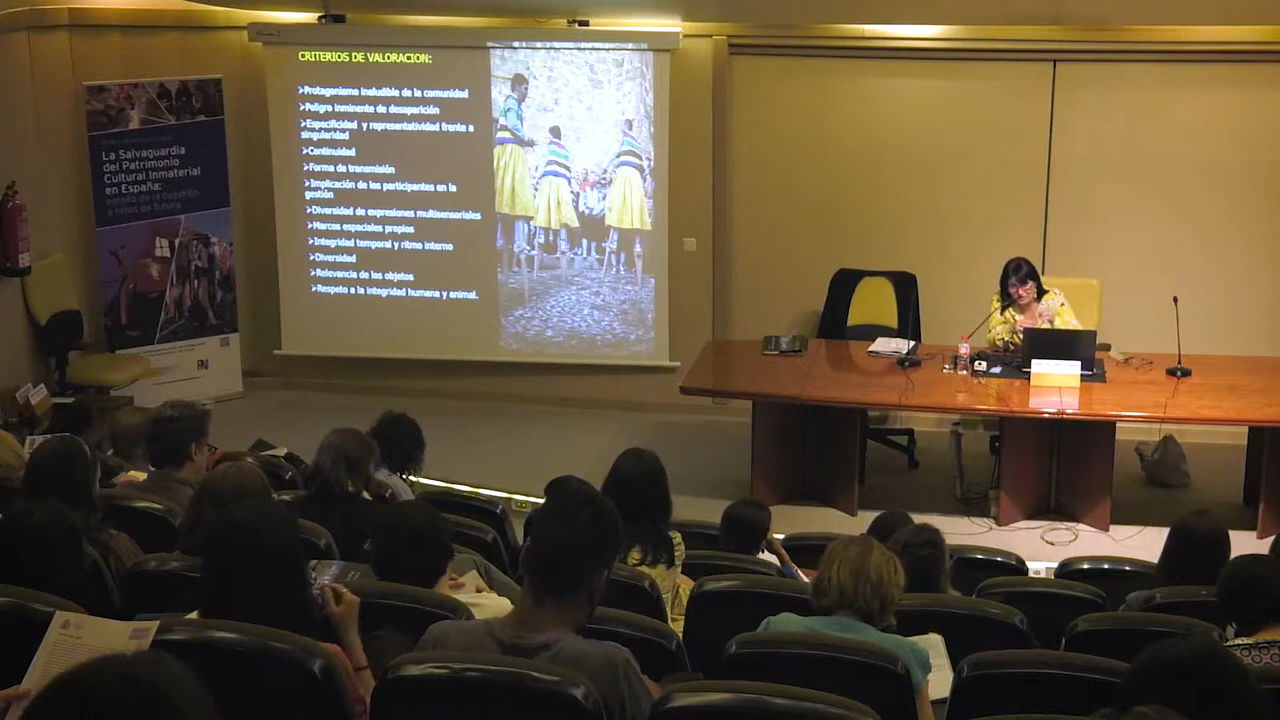 CRITERIOS DE VALORACION:
➢Protagonismo ineludible de la comunidad
➢Peligro inminente de desaparición
➢Especificidad y representatividad frente a
singularidad
➢Continuidad
➢Forma de transmisión
➢Implicación de los participantes en la
gestión
➢Diversidad de expresiones multisensoriales
➢Marcos espaciales propios
➢Integridad temporal y ritmo interno
➢Diversidad
➢Relevancia de los objetos
➢Respeto a la integridad humana y animal.
La Salvaguardia
del Patrimonio
Cultural Inmaterial
en España:
estado de la cuestión
y retos de futuro